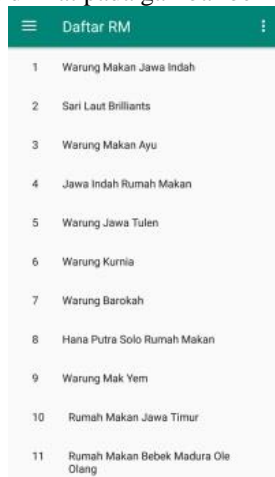 Daftar RM
1 Warung Makan Jawa Indah
2 Sari Laut Brilliants
3 Warung Makan Ayu
4 Jawa Indah Rumah Makan
5 Warung Jawa Tulen
6 Warung Kurnia
7 Warung Barokah
8 Hana Putra Solo Rumah Makan
9 Warung Mak Yem
10 Rumah Makan Jawa Timur
11 Rumah Makan Bebek Madura Ole
Olang